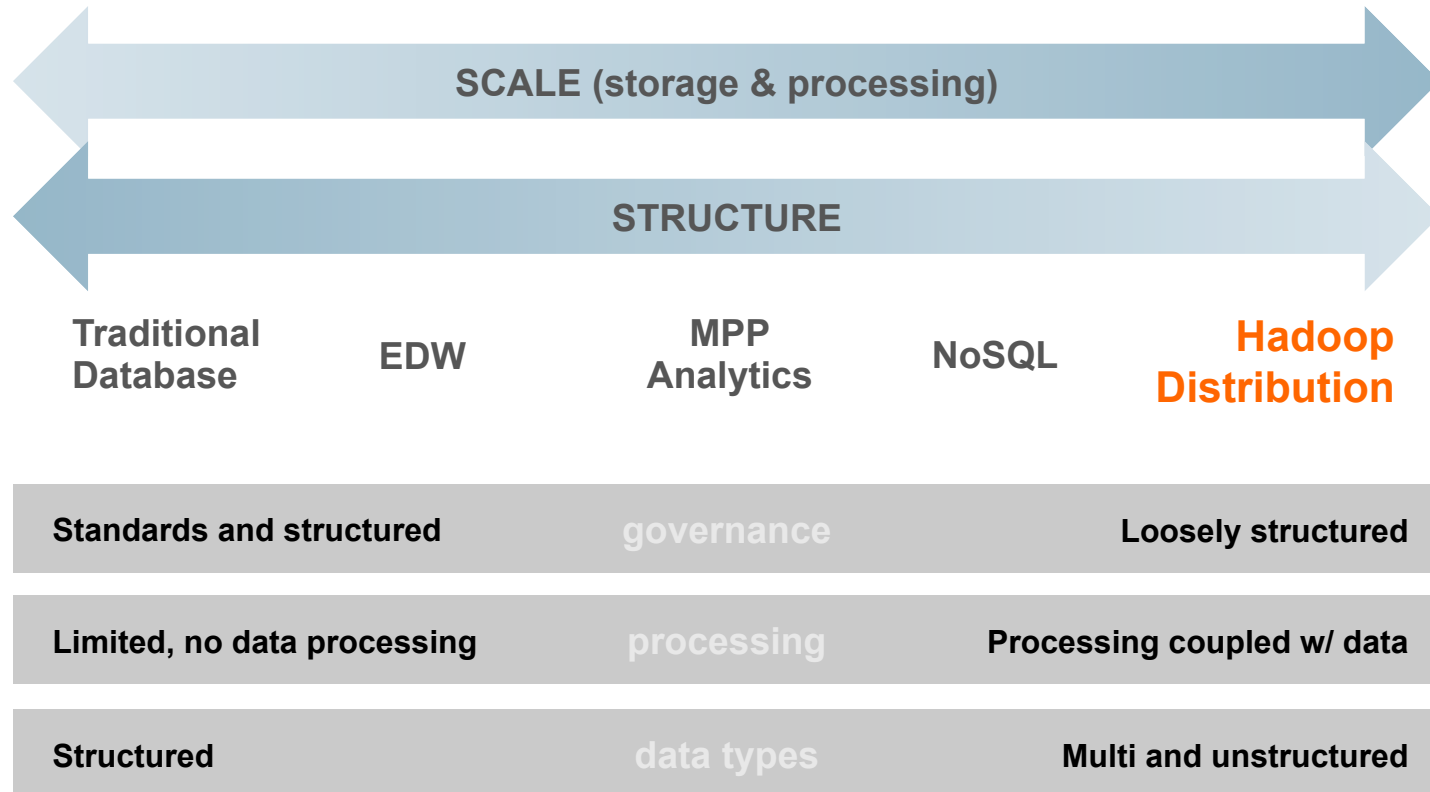 SCALE (storage & processing)
STRUCTURE
Traditional
Database
EDW
MPP
Analytics
NoSQL
Hadoop
Distribution
Standards and structured governance Loosely structured
Limited, no data processing processing Processing coupled w/ data
Structured data types Multi and unstructured